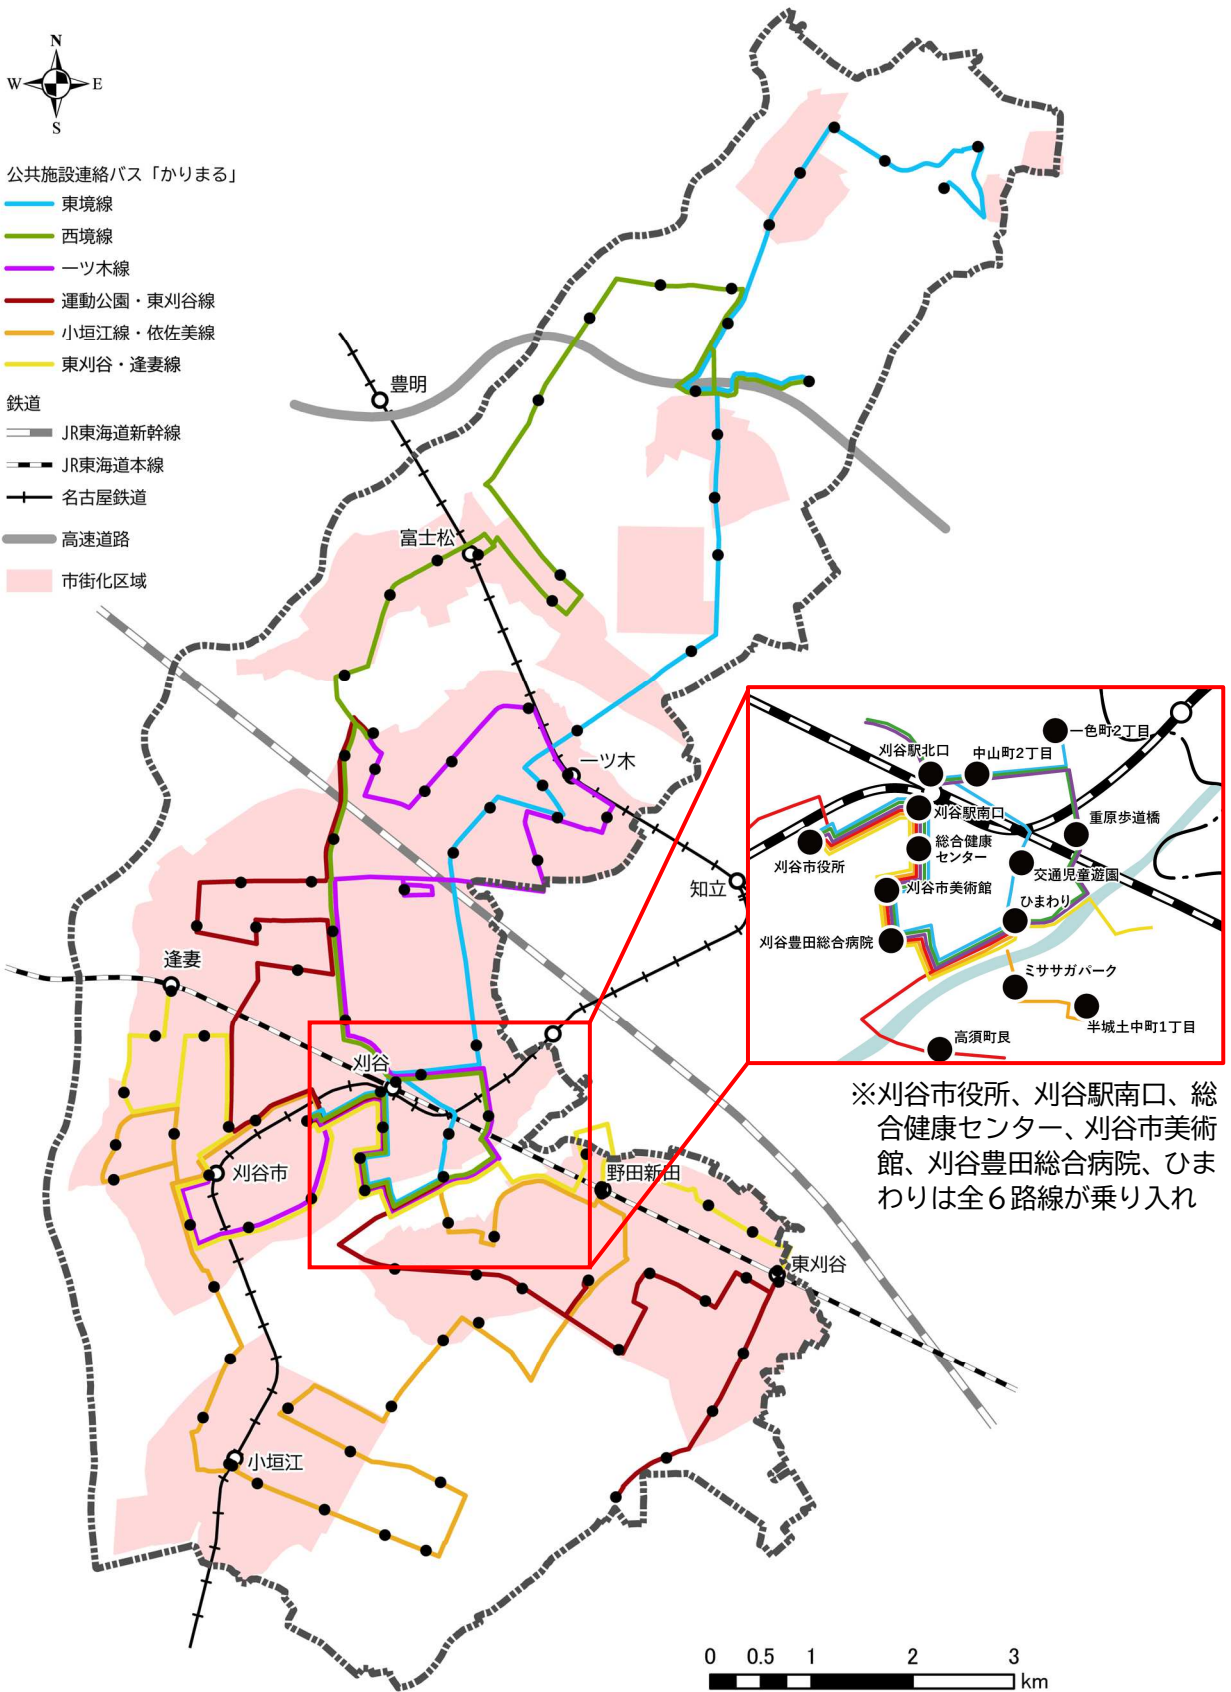 N
W
E
S
公共施設連絡バス「かりまる」
東境線
西境線
一ツ木線
運動公園・東刈谷線
小垣江線・依佐美線
東刈谷・逢妻線
鉄道
JR東海道新幹線
JR東海道本線
名古屋鉄道
高速道路
市街化区域
豊明
富士松
一ツ木
知立
逢妻
刈谷
刈谷市
野田新田
東刈谷
小垣江
一色町2丁目
刈谷駅北口
中山町2丁目
刈谷駅南口
重原歩道橋
総合健康
センター
刈谷市役所
交通児童遊園
刈谷市美術館
ひまわり
刈谷豊田総合病院
ミササガパーク
半城土中町1丁目
高須町艮
※刈谷市役所、刈谷駅南口、総
合健康センター、刈谷市美術
館、刈谷豊田総合病院、ひま
わりは全６路線が乗り入れ
0 0.5 1 2 3
km